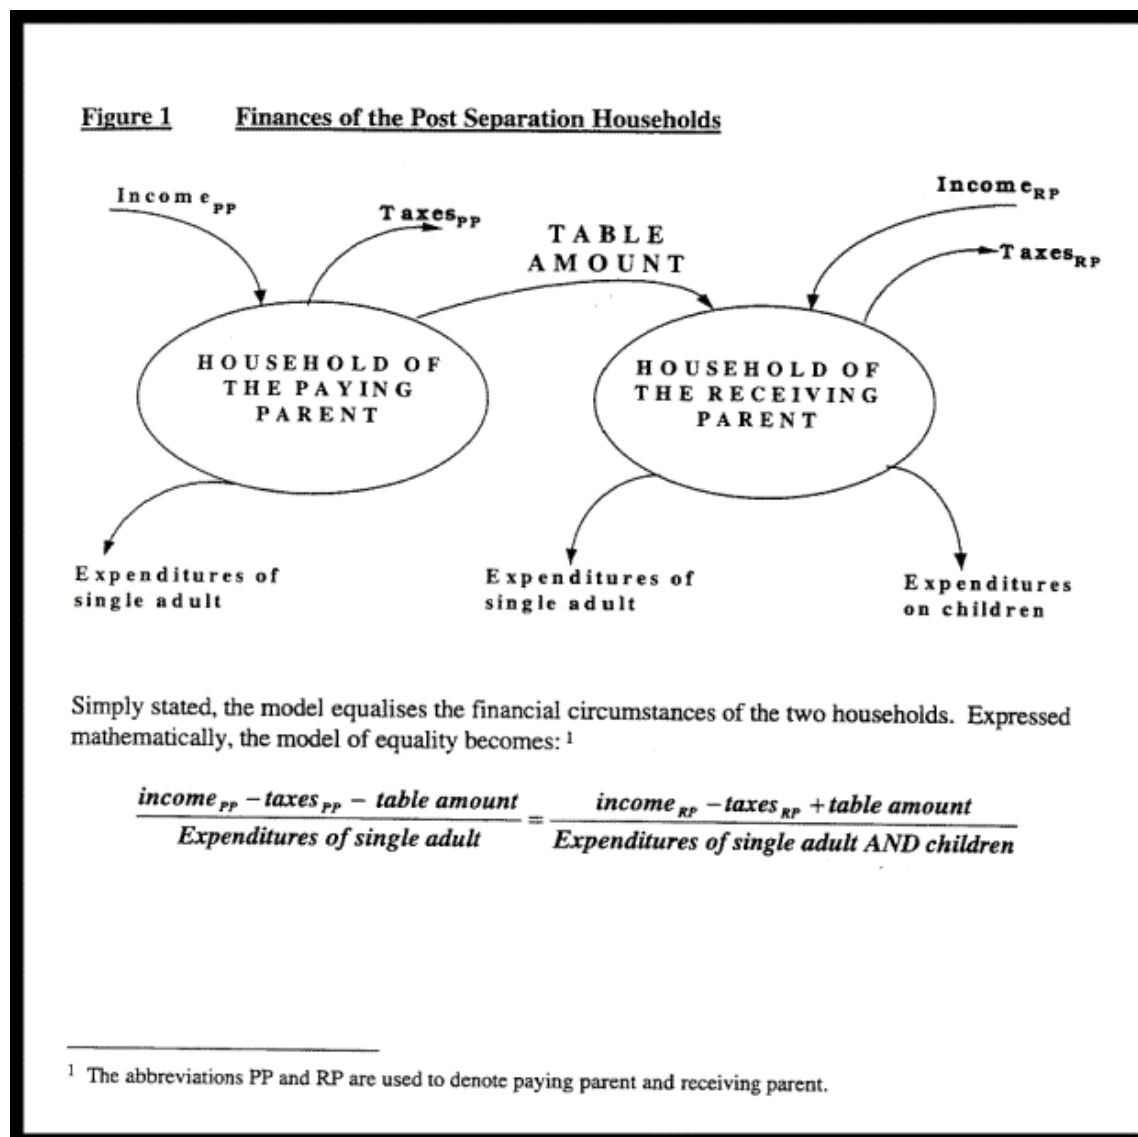 Figure 1 Finances of the Post Separation Households
Income PP
Taxes PP
Income RP
TABLE
AMOUNT
Taxes RP
HOUSEHOLD OF
THE PAYING
PARENT
HOUSEHOLD OF
THE RECEIVING
PARENT
Expenditures of
single adult
Expenditures of
single adult
Expenditures
on children
Simply stated, the model equalises the financial circumstances of the two households. Expressed
mathematically, the model of equality becomes: 1
income PP – taxes PP – table amount = income RP – taxes RP + table amount
Expenditures of single adult Expenditures of single adult AND children
1 The abbreviations PP and RP are used to denote paying parent and receiving parent.